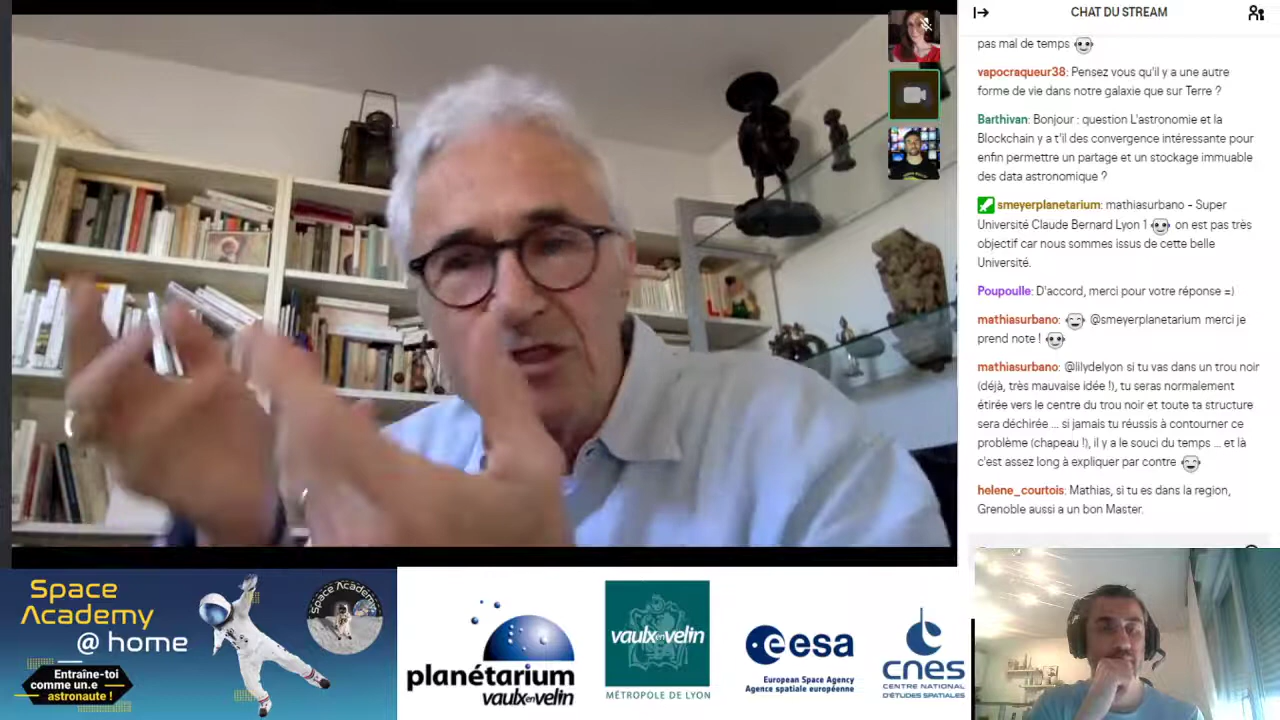 CHAT DU STREAM
pas mal de temps
vapocraqueur38: Pensez vous qu'il y a une autre
forme de vie dans notre galaxie que sur Terre ?
Barthivan: Bonjour : question L'astronomie et la
Blockchain y a t'il des convergence intéressante pour
enfin permettre un partage et un stockage immuable
des data astronomique ?
smeyerplanetarium: mathiasurbano - Super
Université Claude Bernard Lyon 1 on est pas très
objectif car nous sommes issus de cette belle
Université.
Poupoulle: D'accord, merci pour votre réponse =)
mathiasurbano: @smeyerplanetarium merci je
prend note !
mathiasurbano: @lilydelyon si tu vas dans un trou noir
(déjà, très mauvaise idée !), tu seras normalement
étirée vers le centre du trou noir et toute ta structure
sera déchirée ... si jamais tu réussis à contourner ce
problème (chapeau !), il y a le souci du temps ... et là
c'est assez long à expliquer par contre
helene_courtois: Mathias, si tu es dans la region,
Grenoble aussi a un bon Master.
Space
Academy
@ home
Entraîne-toi
comme un.e
astronaute !
Space Academy
planétarium
vaulx en velin
vaulx en velin
MÉTROPOLE DE LYON
esa
European Space Agency
Agence spatiale européenne
cnes
CENTRE NATIONAL
D'ÉTUDES SPATIALES